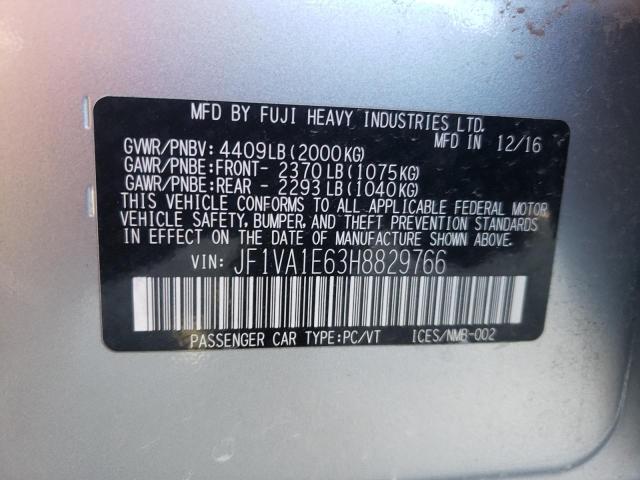 MFD BY FUJI HEAVY INDUSTRIES LTD.
MFD IN 12/16
GVWR/PNBV: 4409LB(2000KG)
GAWR/PNBE:FRONT- 2370LB(1075KG)
GAWR/PNBE:REAR - 2293LB(1040KG)
THIS VEHICLE CONFORMS TO ALL APPLICABLE FEDERAL MOTOR
VEHICLE SAFETY, BUMPER, AND THEFT PREVENTION STANDARDS
IN EFFECT ON THE DATE OF MANUFACTURE SHOWN ABOVE.
VIN: JF1VA1E63H8829766
PASSENGER CAR TYPE:PC/VT ICES/NMB-002